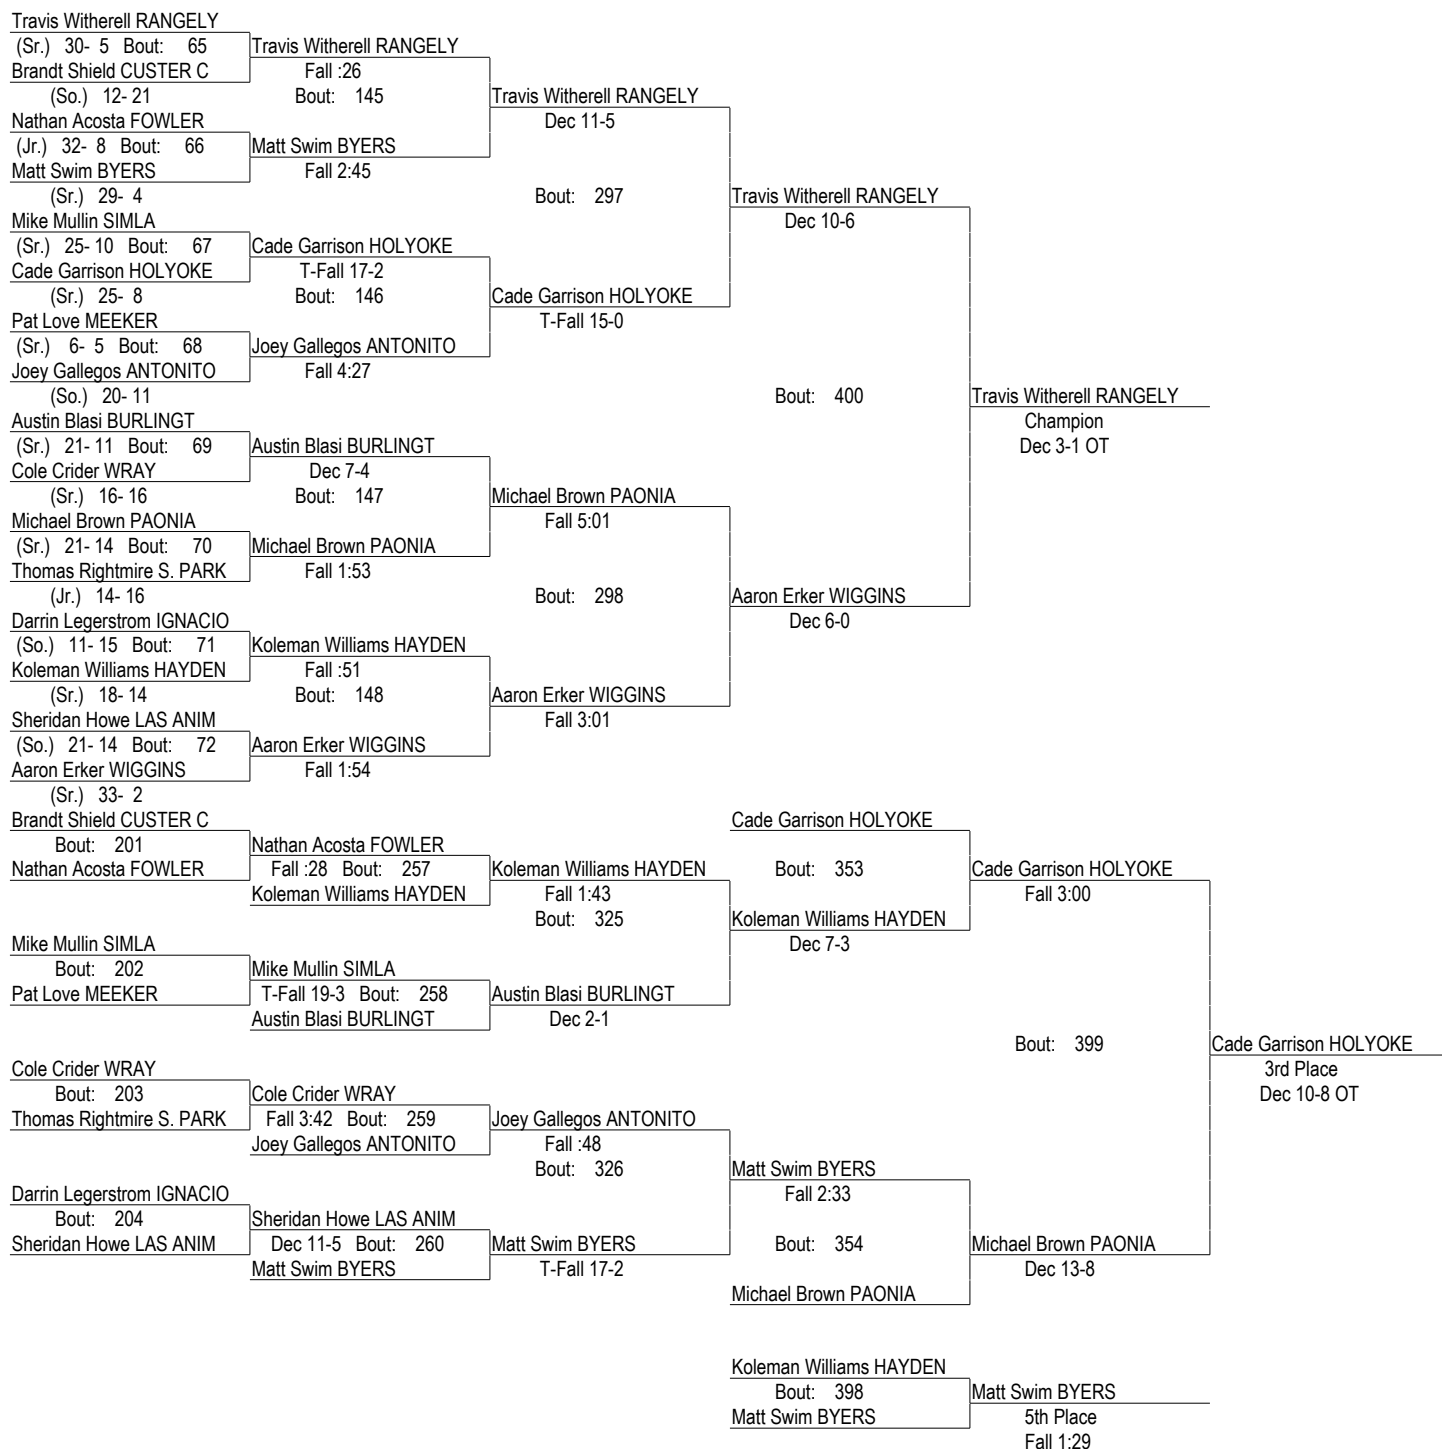 Travis Witherell RANGELY
(Sr.) 30- 5 Bout: 65 Travis Witherell RANGELY
Brandt Shield CUSTER C Fall :26
(So.) 12- 21 Bout: 145 Travis Witherell RANGELY
Nathan Acosta FOWLER Dec 11-5
(Jr.) 32- 8 Bout: 66 Matt Swim BYERS
Matt Swim BYERS Fall 2:45
(Sr.) 29- 4 Bout: 297 Travis Witherell RANGELY
Mike Mullin SIMLA Dec 10-6
(Sr.) 25- 10 Bout: 67 Cade Garrison HOLYOKE
Cade Garrison HOLYOKE T-Fall 17-2
(Sr.) 25- 8 Bout: 146 Cade Garrison HOLYOKE
Pat Love MEEKER T-Fall 15-0
(Sr.) 6- 5 Bout: 68 Joey Gallegos ANTONITO
Joey Gallegos ANTONITO Fall 4:27
(So.) 20- 11 Bout: 400 Travis Witherell RANGELY
Austin Blasi BURLINGT Champion
(Sr.) 21- 11 Bout: 69 Austin Blasi BURLINGT Dec 3-1 OT
Cole Crider WRAY Dec 7-4
(Sr.) 16- 16 Bout: 147 Michael Brown PAONIA
Michael Brown PAONIA Fall 5:01
(Sr.) 21- 14 Bout: 70 Michael Brown PAONIA
Thomas Rightmire S. PARK Fall 1:53
(Jr.) 14- 16 Bout: 298 Aaron Erker WIGGINS
Darrin Legerstrom IGNACIO Dec 6-0
(So.) 11- 15 Bout: 71 Koleman Williams HAYDEN
Koleman Williams HAYDEN Fall :51
(Sr.) 18- 14 Bout: 148 Aaron Erker WIGGINS
Sheridan Howe LAS ANIM Fall 3:01
(So.) 21- 14 Bout: 72 Aaron Erker WIGGINS
Aaron Erker WIGGINS Fall 1:54
(Sr.) 33- 2
Brandt Shield CUSTER C Cade Garrison HOLYOKE
Bout: 201 Nathan Acosta FOWLER
Nathan Acosta FOWLER Fall :28 Bout: 257 Koleman Williams HAYDEN Bout: 353 Cade Garrison HOLYOKE
Koleman Williams HAYDEN Fall 1:43 Fall 3:00
Bout: 325 Koleman Williams HAYDEN
Mike Mullin SIMLA Dec 7-3
Bout: 202 Mike Mullin SIMLA
Pat Love MEEKER T-Fall 19-3 Bout: 258 Austin Blasi BURLINGT
Austin Blasi BURLINGT Dec 2-1
Bout: 399 Cade Garrison HOLYOKE
Cole Crider WRAY 3rd Place
Bout: 203 Cole Crider WRAY Dec 10-8 OT
Thomas Rightmire S. PARK Fall 3:42 Bout: 259 Joey Gallegos ANTONITO
Joey Gallegos ANTONITO Fall :48
Bout: 326 Matt Swim BYERS
Darrin Legerstrom IGNACIO Fall 2:33
Bout: 204 Sheridan Howe LAS ANIM
Sheridan Howe LAS ANIM Dec 11-5 Bout: 260 Matt Swim BYERS Bout: 354 Michael Brown PAONIA
Matt Swim BYERS T-Fall 17-2 Dec 13-8
Michael Brown PAONIA
Koleman Williams HAYDEN
Bout: 398 Matt Swim BYERS
Matt Swim BYERS 5th Place
Fall 1:29